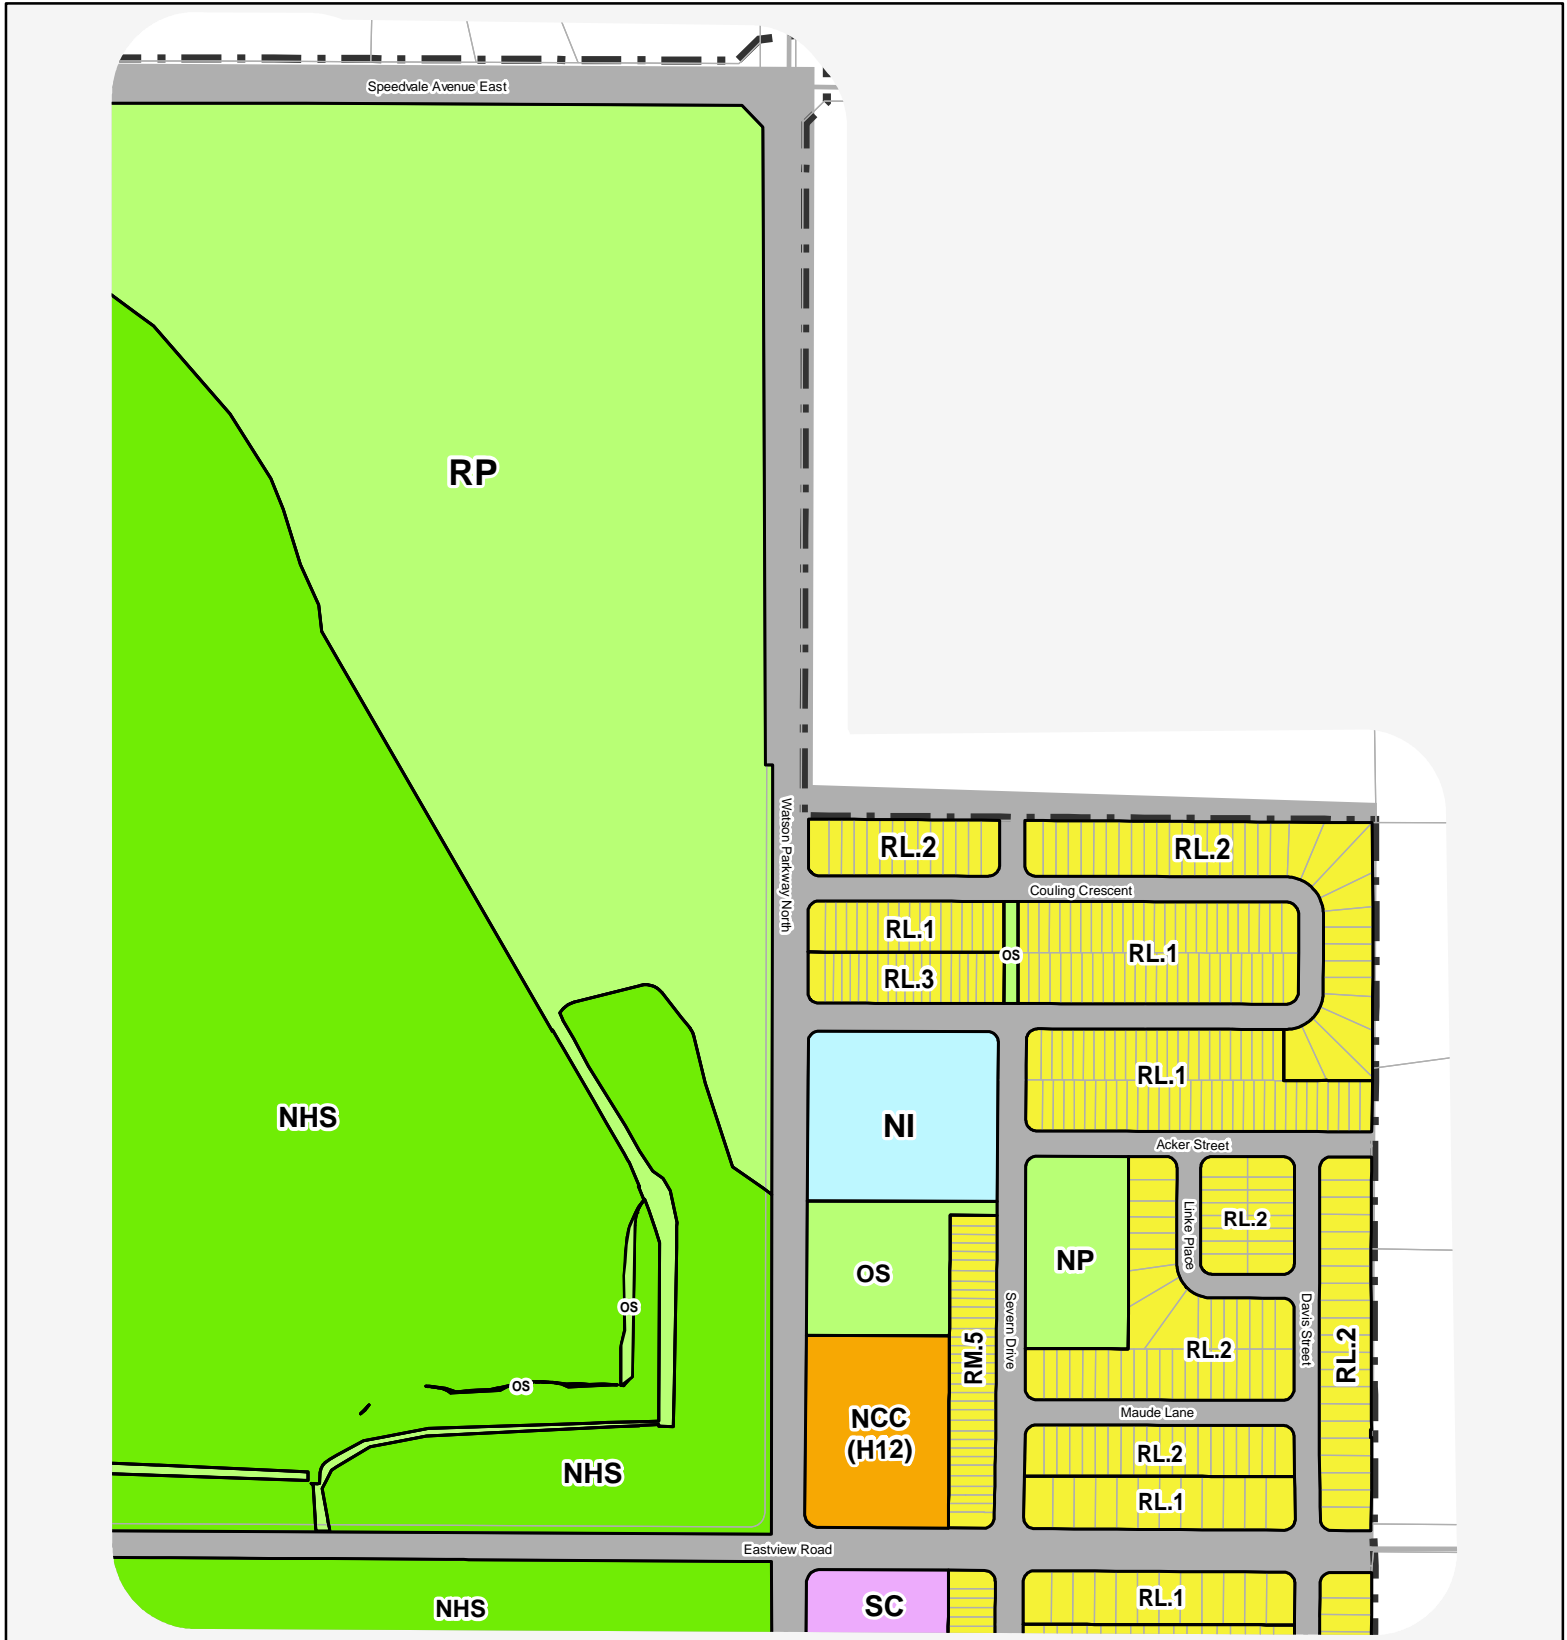 Speedvale Avenue East
RP
Watson Parkway North
RL.2
RL.2
Couling Crescent
RL.1
OS
RL.1
RL.3
RL.1
NHS
NI
Acker Street
Linke Place
RL.2
NP
OS
OS
Severn Drive
Davis Street
RM.5
RL.2
RL.2
OS
NCC
(H12)
Maude Lane
RL.2
NHS
RL.1
Eastview Road
RL.1
NHS
SC